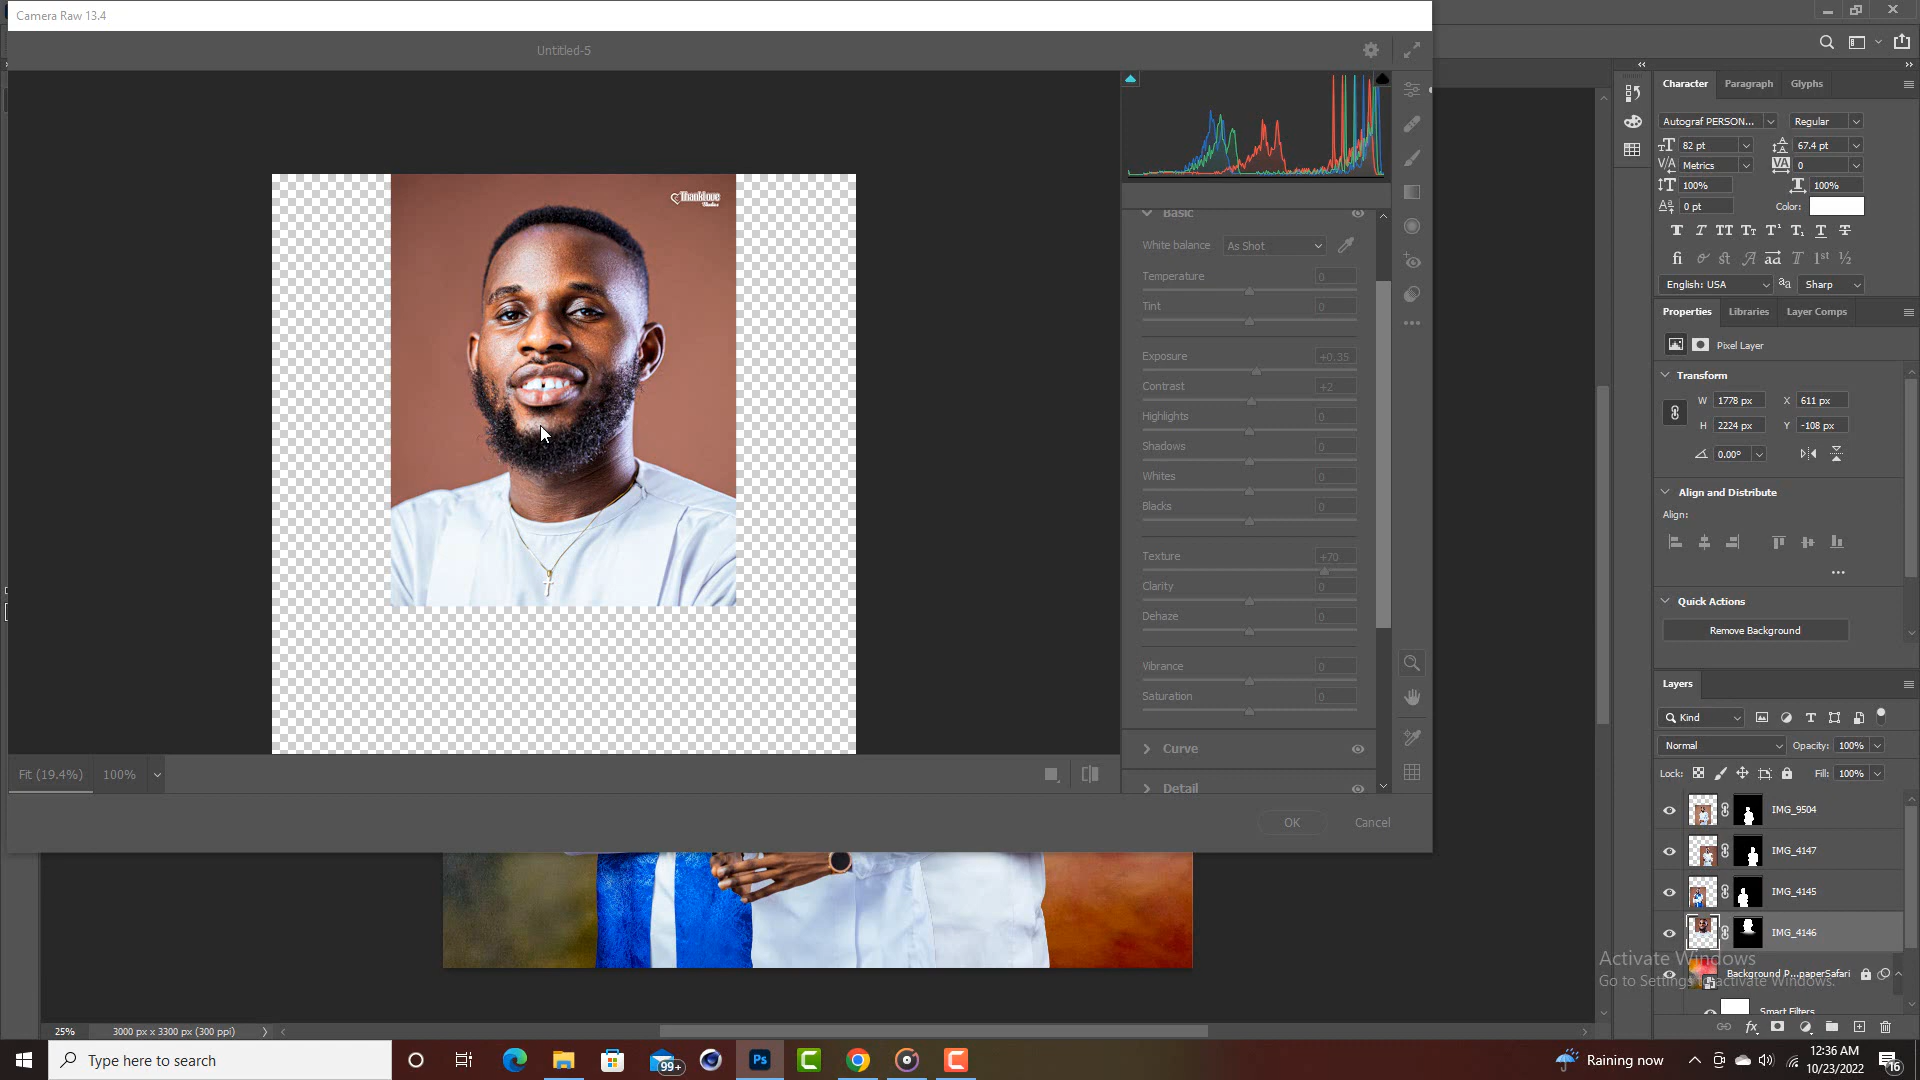 Camera Raw 13.4
Untitled-5
Thanklove
Studios
Basic
White balance As Shot
Temperature 0
Tint 0
Exposure +0.35
Contrast +2
Highlights 0
Shadows 0
Whites 0
Blacks 0
Texture +70
Clarity 0
Dehaze 0
Vibrance 0
Saturation 0
Curve
Detail
Fit (19.4%) 100%
OK Cancel
Character Paragraph Glyphs
Autograf PERSON... Regular
82 pt 67.4 pt
Metrics 0
100% 100%
0 pt Color:
English: USA Sharp
Properties Libraries Layer Comps
Pixel Layer
Transform
W 1778 px X 611 px
H 2224 px Y -108 px
0.00°
Align and Distribute
Align:
Quick Actions
Remove Background
Layers
Kind
Normal Opacity: 100%
Lock: Fill: 100%
IMG_9504
IMG_4147
IMG_4145
IMG_4146
Background P...paperSafari
Smart Filters
Activate Windows
Go to Settings to activate Windows.
25% 3000 px x 3300 px (300 ppi)
Type here to search
99+
Ps
Raining now
12:36 AM
10/23/2022
16